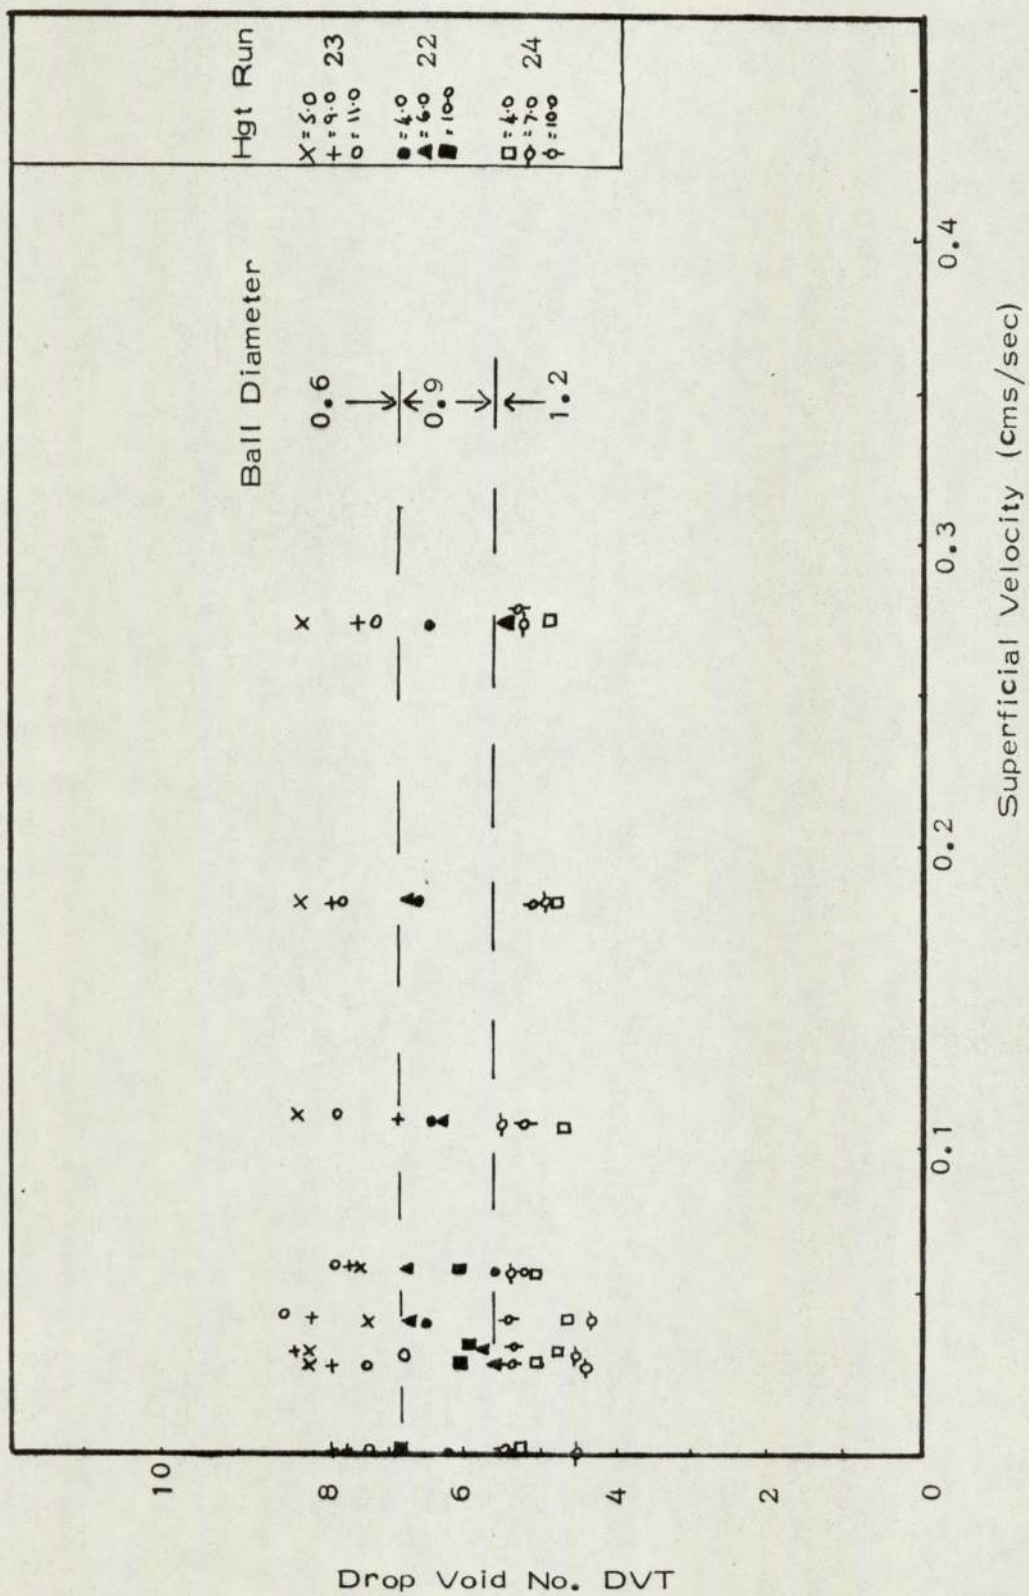 Hgt Run
x = 5.0
+ = 9.0 23
o = 11.0
● = 4.0
▲ = 6.0 22
■ = 10.0
□ = 4.0
-o- = 7.0 24
ϕ = 10.0
Ball Diameter
0.6
0.9
1.2
10
8
6
4
2
0
Drop Void No. DVT
0.1
0.2
0.3
0.4
Superficial Velocity (cms/sec)